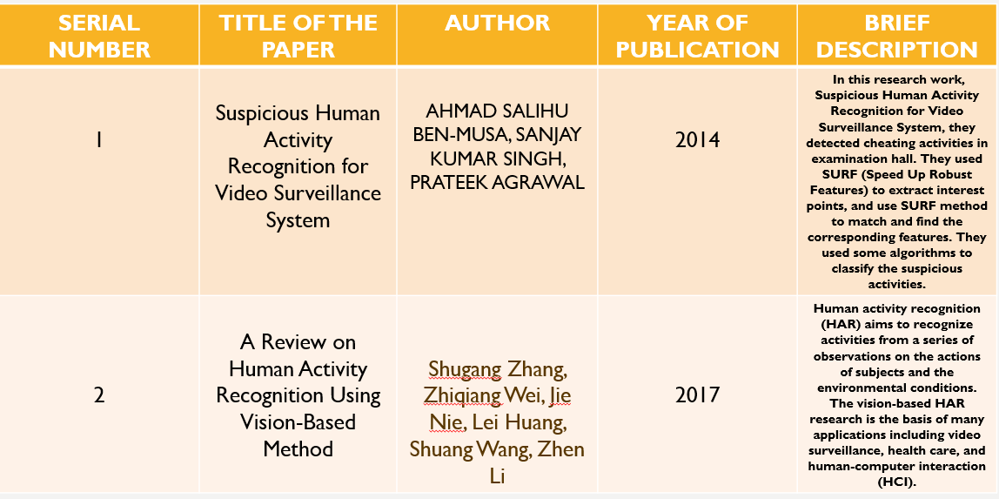 SERIAL
NUMBER
TITLE OF THE
PAPER
AUTHOR
YEAR OF
PUBLICATION
BRIEF
DESCRIPTION
1
Suspicious Human
Activity
Recognition for
Video Surveillance
System
AHMAD SALIHU
BEN-MUSA, SANJAY
KUMAR SINGH,
PRATEEK AGRAWAL
2014
In this research work,
Suspicious Human Activity
Recognition for Video
Surveillance System, they
detected cheating activities in
examination hall. They used
SURF (Speed Up Robust
Features) to extract interest
points, and use SURF method
to match and find the
corresponding features. They
used some algorithms to
classify the suspicious
activities.
2
A Review on
Human Activity
Recognition Using
Vision-Based
Method
Shugang Zhang,
Zhiqiang Wei, Jie
Nie, Lei Huang,
Shuang Wang, Zhen
Li
2017
Human activity recognition
(HAR) aims to recognize
activities from a series of
observations on the actions
of subjects and the
environmental conditions.
The vision-based HAR
research is the basis of many
applications including video
surveillance, health care, and
human-computer interaction
(HCI).